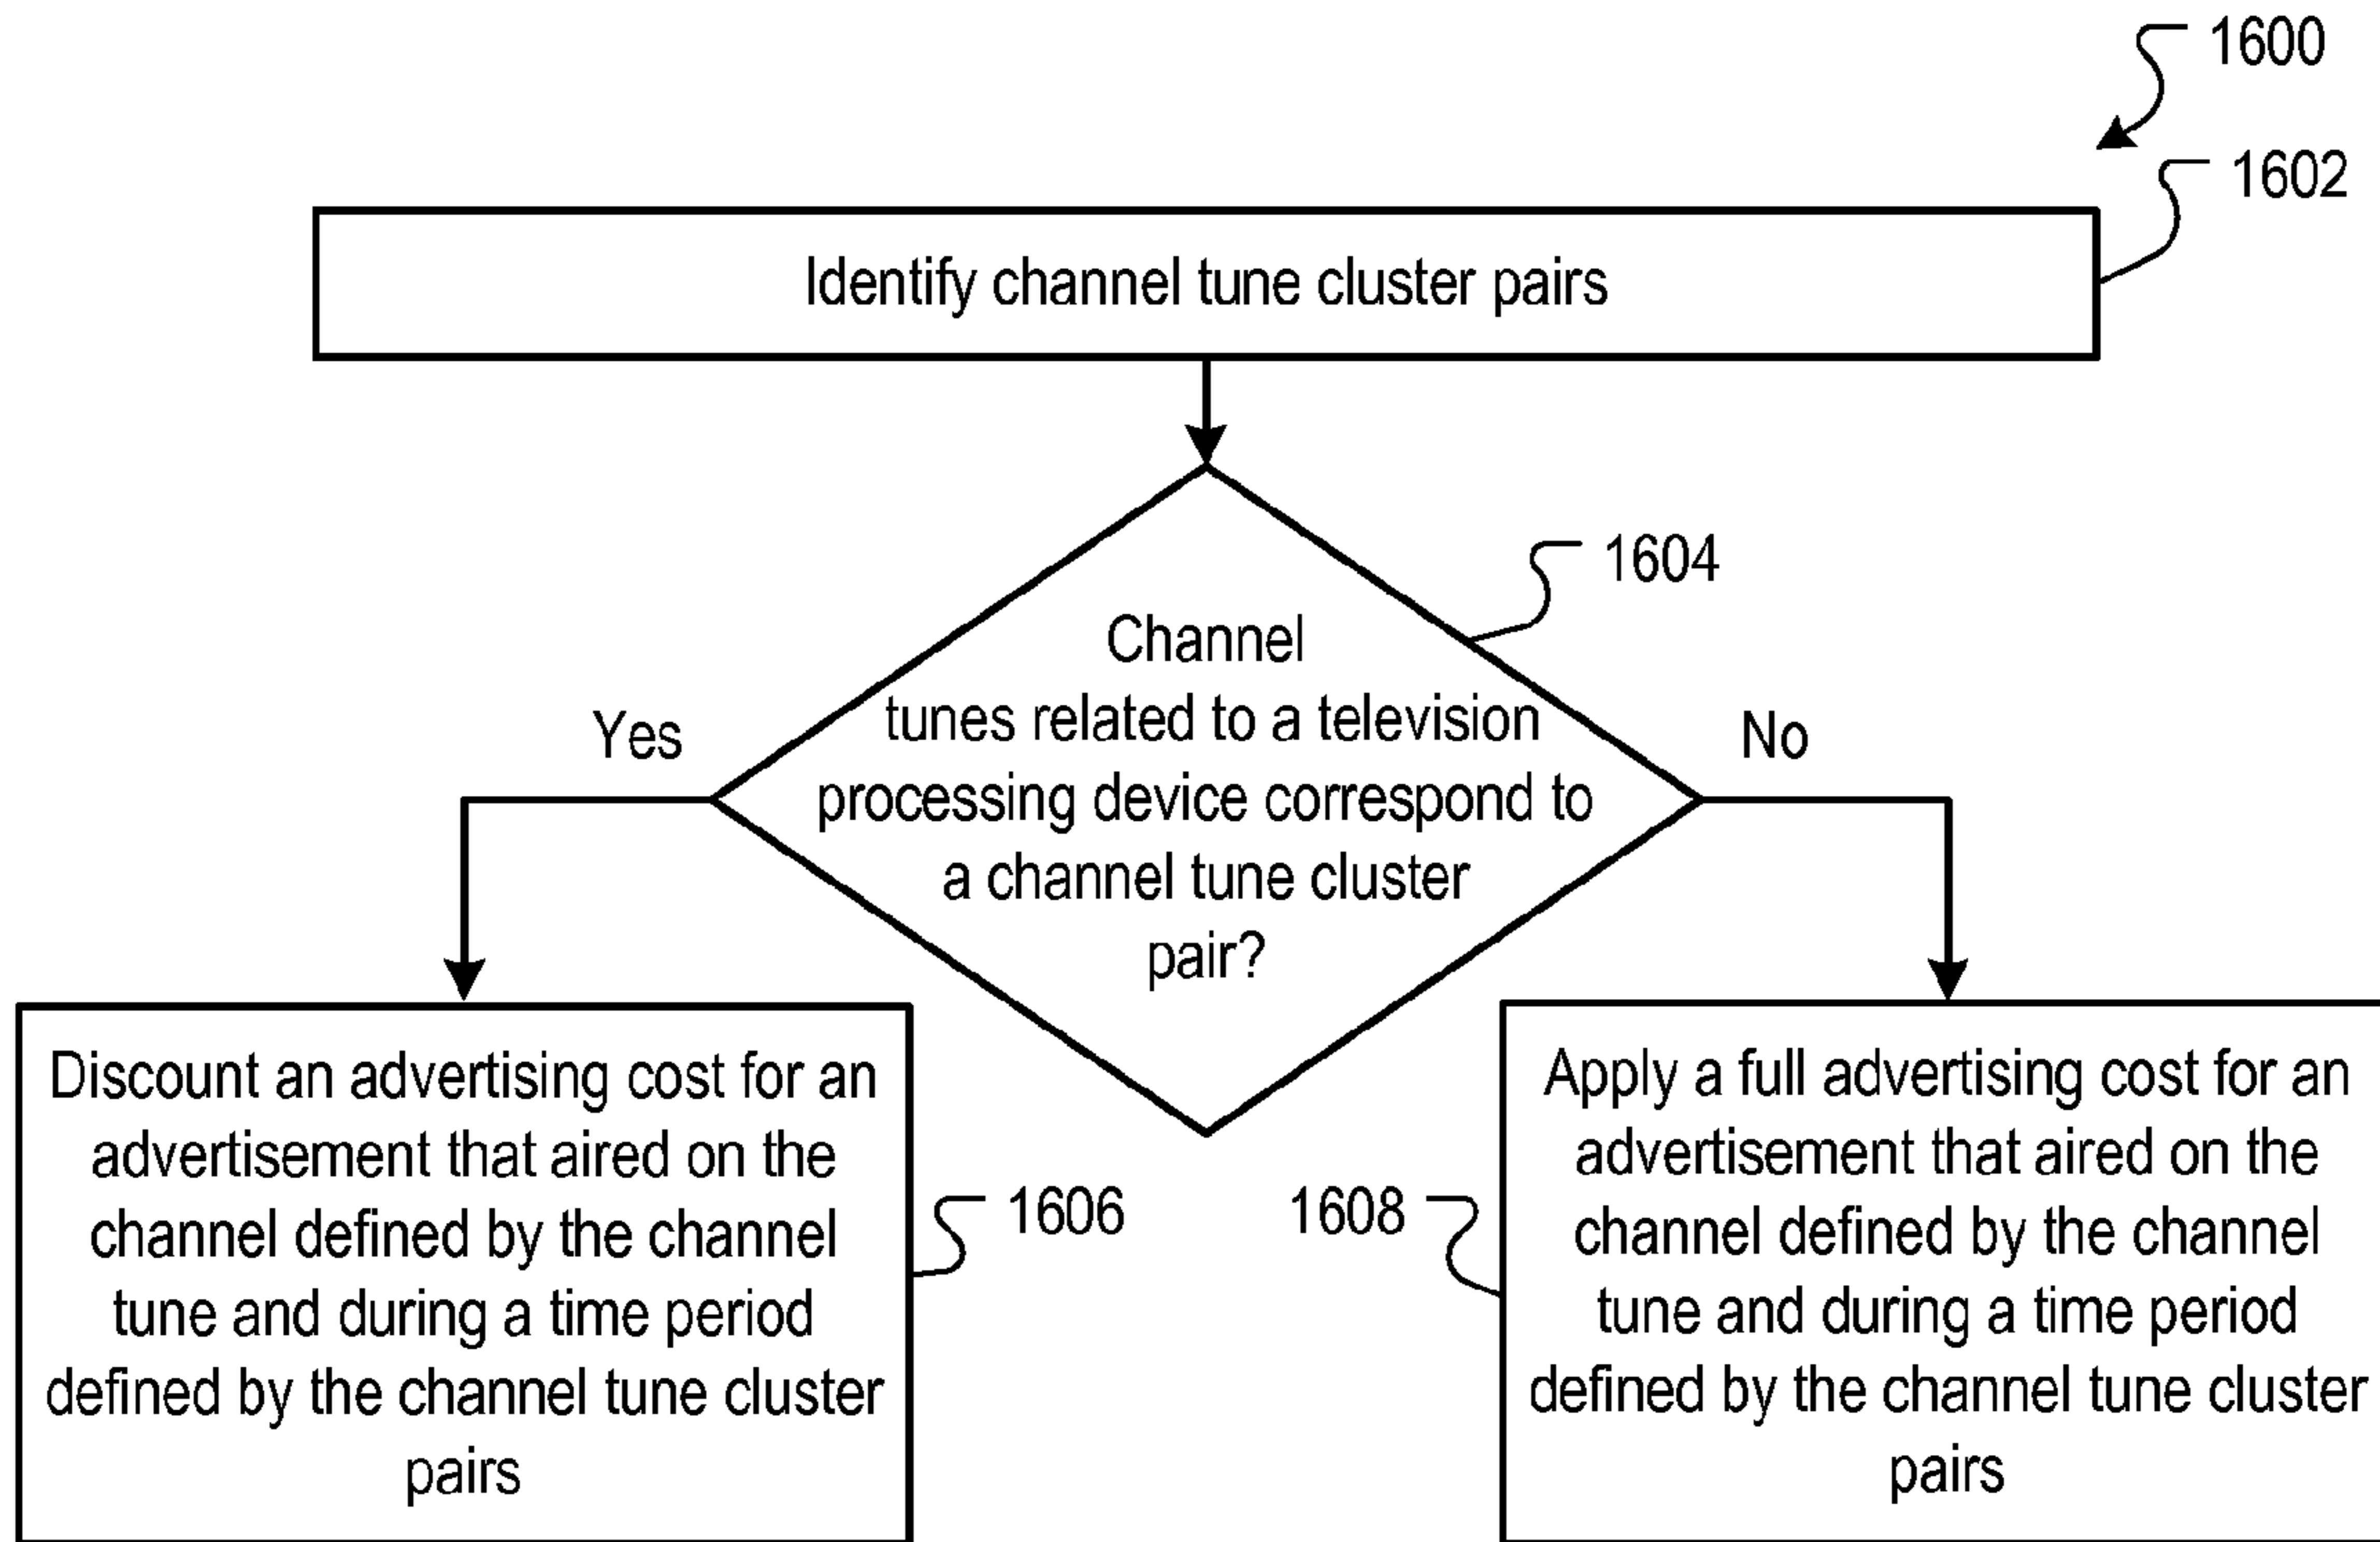 1600
1602
Identify channel tune cluster pairs
1604
Channel
tunes related to a television
processing device correspond to
a channel tune cluster
pair?
Yes
No
Discount an advertising cost for an
advertisement that aired on the
channel defined by the channel
tune and during a time period
defined by the channel tune cluster
pairs
1606
1608
Apply a full advertising cost for an
advertisement that aired on the
channel defined by the channel
tune and during a time period
defined by the channel tune cluster
pairs